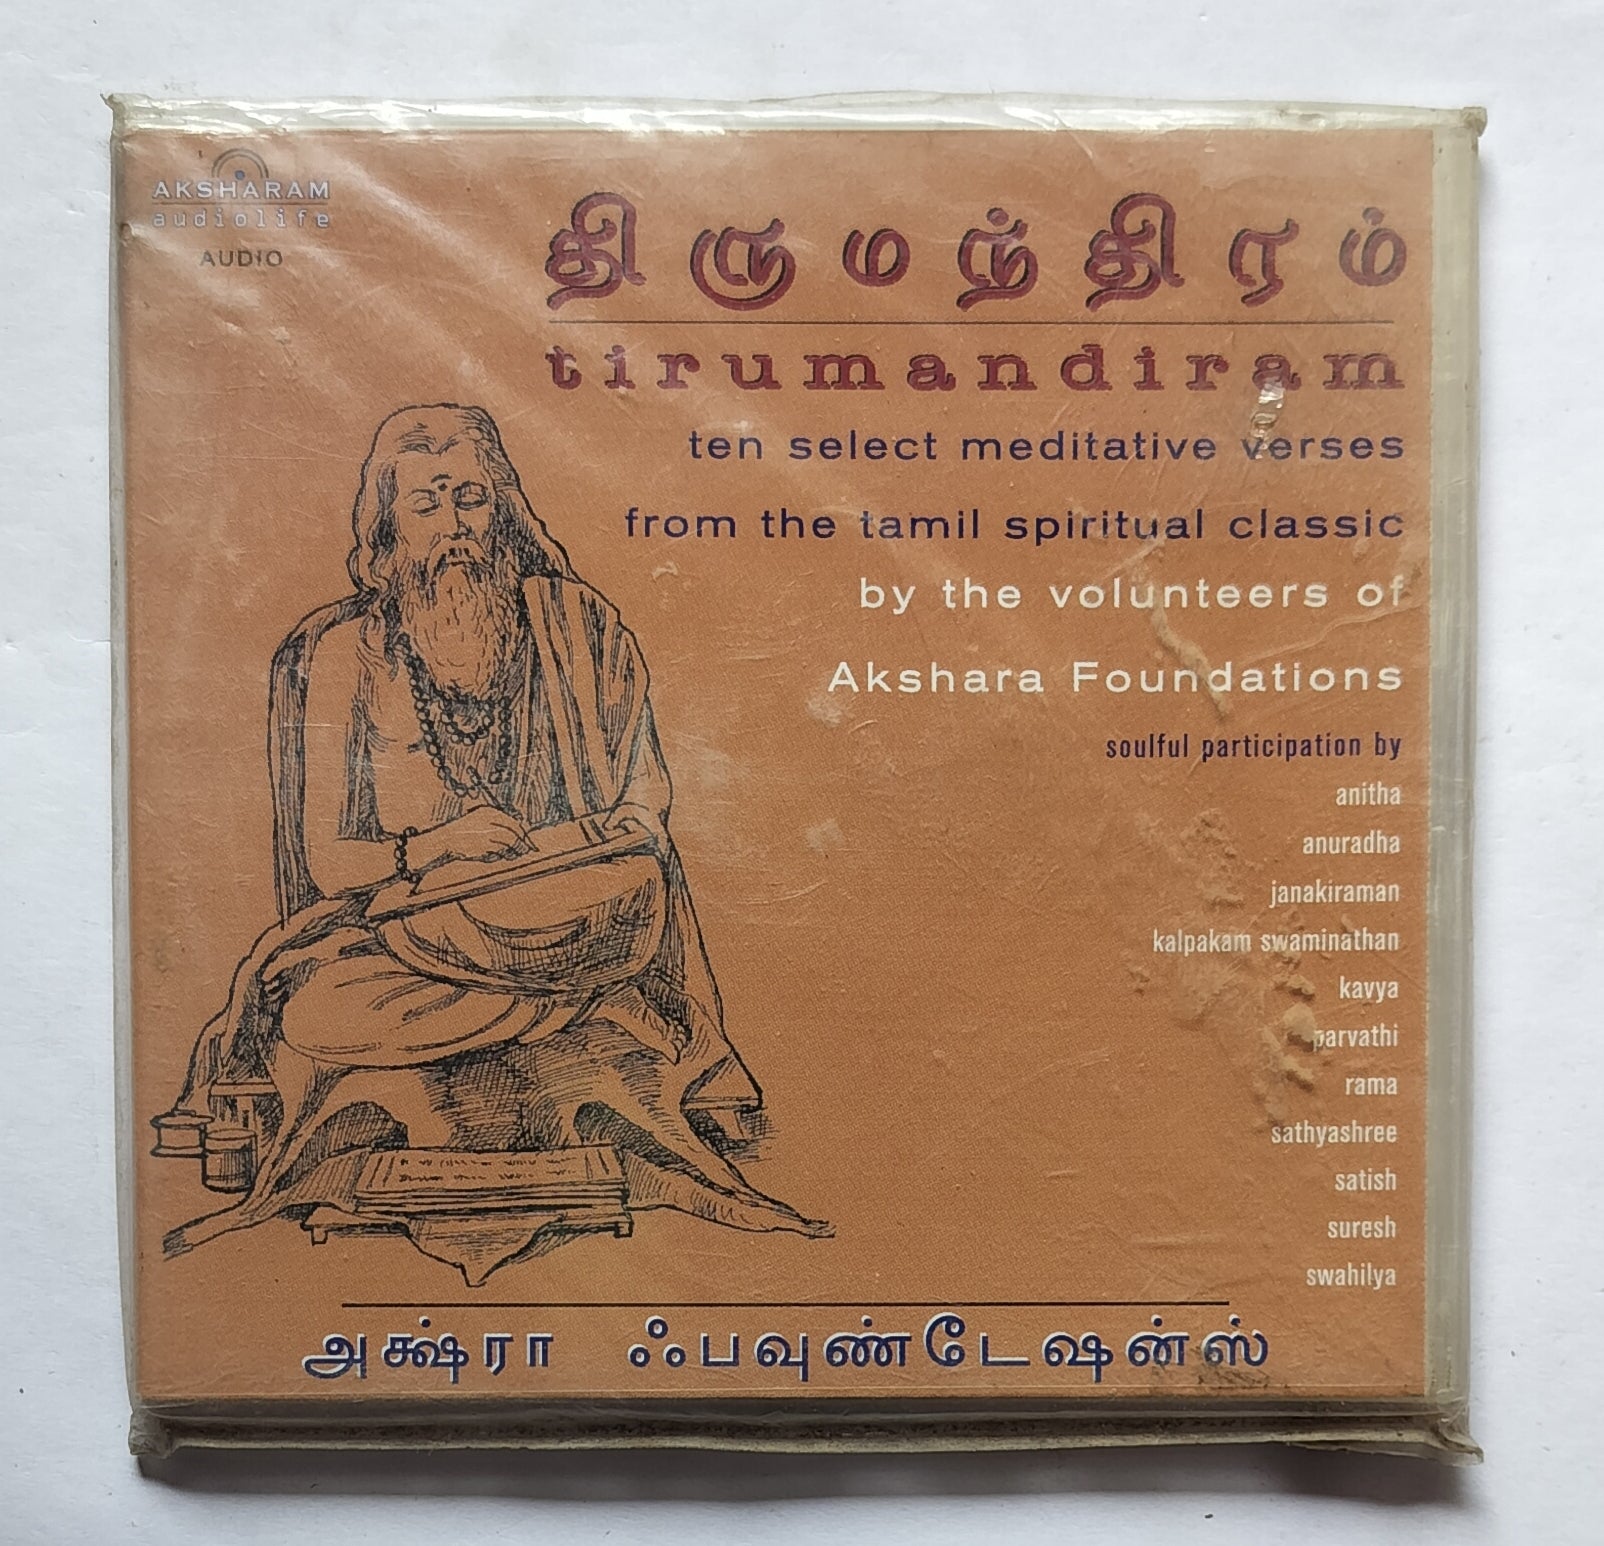 AKSHARAM
audiolife
AUDIO
திருமந்திரம்
tirumandiram
ten select meditative verses
from the tamil spiritual classic
by the volunteers of
Akshara Foundations
soulful participation by
anitha
anuradha
janakiraman
kalpakam swaminathan
kavya
parvathi
rama
sathyashree
satish
suresh
swahilya
அக்ஷ்ரா ஃபவுண்டேஷன்ஸ்